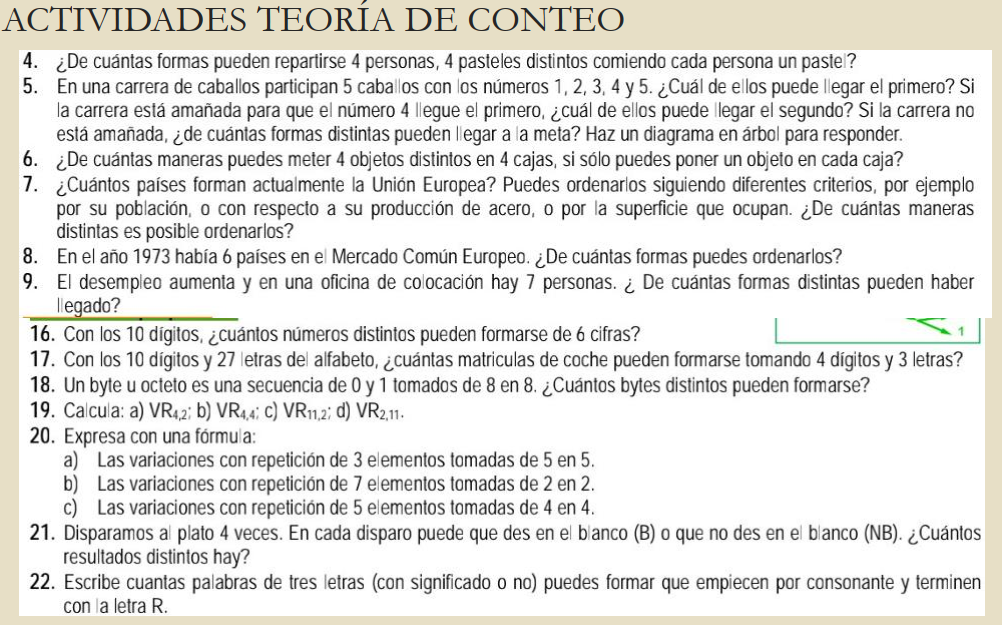 ACTIVIDADES TEORÍA DE CONTEO
4. ¿De cuántas formas pueden repartirse 4 personas, 4 pasteles distintos comiendo cada persona un pastel?
5. En una carrera de caballos participan 5 caballos con los números 1, 2, 3, 4 y 5. ¿Cuál de ellos puede llegar el primero? Si
la carrera está amañada para que el número 4 llegue el primero, ¿cuál de ellos puede llegar el segundo? Si la carrera no
está amañada, ¿de cuántas formas distintas pueden llegar a la meta? Haz un diagrama en árbol para responder.
6. ¿De cuántas maneras puedes meter 4 objetos distintos en 4 cajas, si sólo puedes poner un objeto en cada caja?
7. ¿Cuántos países forman actualmente la Unión Europea? Puedes ordenarlos siguiendo diferentes criterios, por ejemplo
por su población, o con respecto a su producción de acero, o por la superficie que ocupan. ¿De cuántas maneras
distintas es posible ordenarlos?
8. En el año 1973 había 6 países en el Mercado Común Europeo. ¿De cuántas formas puedes ordenarlos?
9. El desempleo aumenta y en una oficina de colocación hay 7 personas. ¿ De cuántas formas distintas pueden haber
llegado?
1
16. Con los 10 dígitos, ¿cuántos números distintos pueden formarse de 6 cifras?
17. Con los 10 dígitos y 27 letras del alfabeto, ¿cuántas matriculas de coche pueden formarse tomando 4 dígitos y 3 letras?
18. Un byte u octeto es una secuencia de 0 y 1 tomados de 8 en 8. ¿Cuántos bytes distintos pueden formarse?
19. Calcula: a) VR4,2; b) VR4,4; c) VR11,2; d) VR2,11.
20. Expresa con una fórmula:
a) Las variaciones con repetición de 3 elementos tomadas de 5 en 5.
b) Las variaciones con repetición de 7 elementos tomadas de 2 en 2.
c) Las variaciones con repetición de 5 elementos tomadas de 4 en 4.
21. Disparamos al plato 4 veces. En cada disparo puede que des en el blanco (B) o que no des en el blanco (NB). ¿Cuántos
resultados distintos hay?
22. Escribe cuantas palabras de tres letras (con significado o no) puedes formar que empiecen por consonante y terminen
con la letra R.